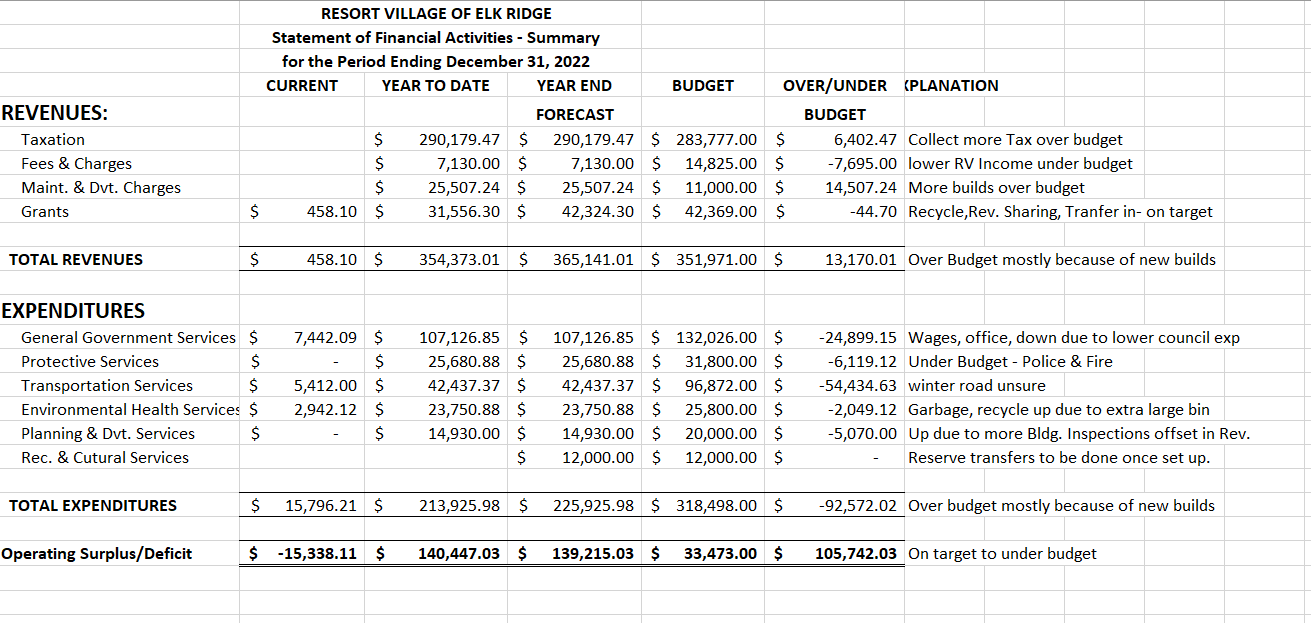 RESORT VILLAGE OF ELK RIDGE
Statement of Financial Activities - Summary
for the Period Ending December 31, 2022
CURRENT YEAR TO DATE YEAR END BUDGET OVER/UNDER XPLANATION
REVENUES: FORECAST BUDGET
Taxation $ 290,179.47 $ 290,179.47 $ 283,777.00 $ 6,402.47 Collect more Tax over budget
Fees & Charges $ 7,130.00 $ 7,130.00 $ 14,825.00 $ -7,695.00 lower RV Income under budget
Maint. & Dvt. Charges $ 25,507.24 $ 25,507.24 $ 11,000.00 $ 14,507.24 More builds over budget
Grants $ 458.10 $ 31,556.30 $ 42,324.30 $ 42,369.00 $ -44.70 Recycle,Rev. Sharing, Tranfer in- on target
TOTAL REVENUES $ 458.10 $ 354,373.01 $ 365,141.01 $ 351,971.00 $ 13,170.01 Over Budget mostly because of new builds
EXPENDITURES
General Government Services $ 7,442.09 $ 107,126.85 $ 107,126.85 $ 132,026.00 $ -24,899.15 Wages, office, down due to lower council exp
Protective Services $ - $ 25,680.88 $ 25,680.88 $ 31,800.00 $ -6,119.12 Under Budget - Police & Fire
Transportation Services $ 5,412.00 $ 42,437.37 $ 42,437.37 $ 96,872.00 $ -54,434.63 winter road unsure
Environmental Health Services $ 2,942.12 $ 23,750.88 $ 23,750.88 $ 25,800.00 $ -2,049.12 Garbage, recycle up due to extra large bin
Planning & Dvt. Services $ - $ 14,930.00 $ 14,930.00 $ 20,000.00 $ -5,070.00 Up due to more Bldg. Inspections offset in Rev.
Rec. & Cutural Services $ 12,000.00 $ 12,000.00 $ - Reserve transfers to be done once set up.
TOTAL EXPENDITURES $ 15,796.21 $ 213,925.98 $ 225,925.98 $ 318,498.00 $ -92,572.02 Over budget mostly because of new builds
Operating Surplus/Deficit $ -15,338.11 $ 140,447.03 $ 139,215.03 $ 33,473.00 $ 105,742.03 On target to under budget